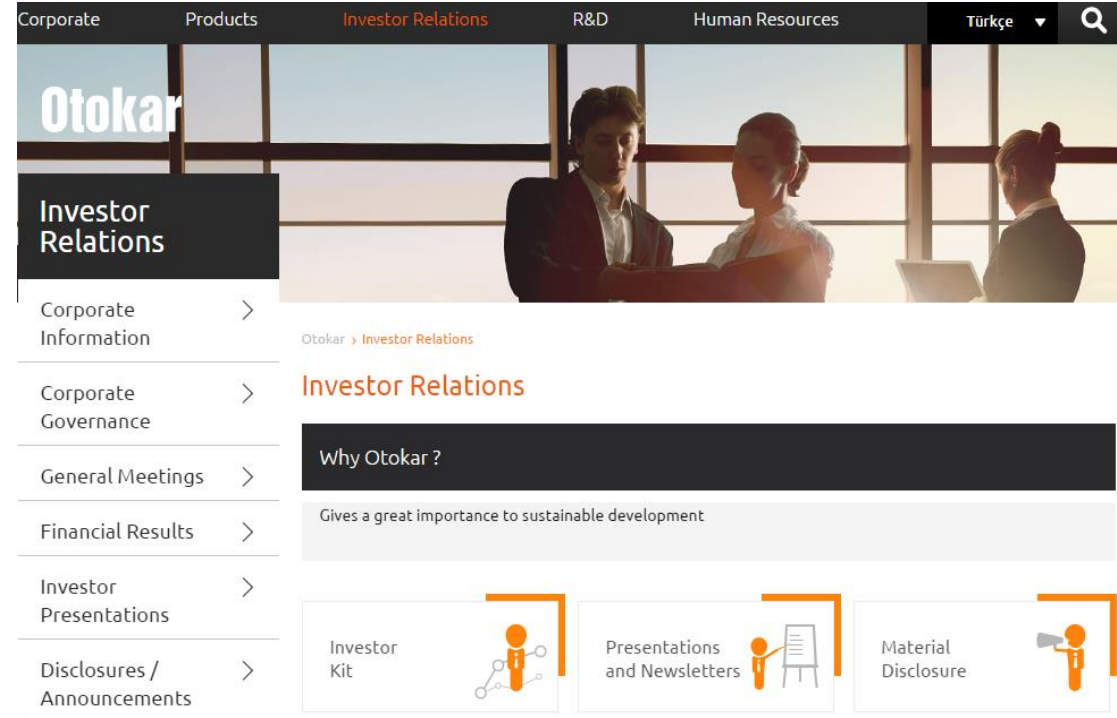 Corporate
Products
Investor Relations
R&D
Human Resources
Türkçe
Otokar
Investor
Relations
Corporate
Information
Corporate
Governance
General Meetings
Financial Results
Investor
Presentations
Disclosures /
Announcements
Otokar > Investor Relations
Investor Relations
Why Otokar ?
Gives a great importance to sustainable development
Investor
Kit
Presentations
and Newsletters
Material
Disclosure